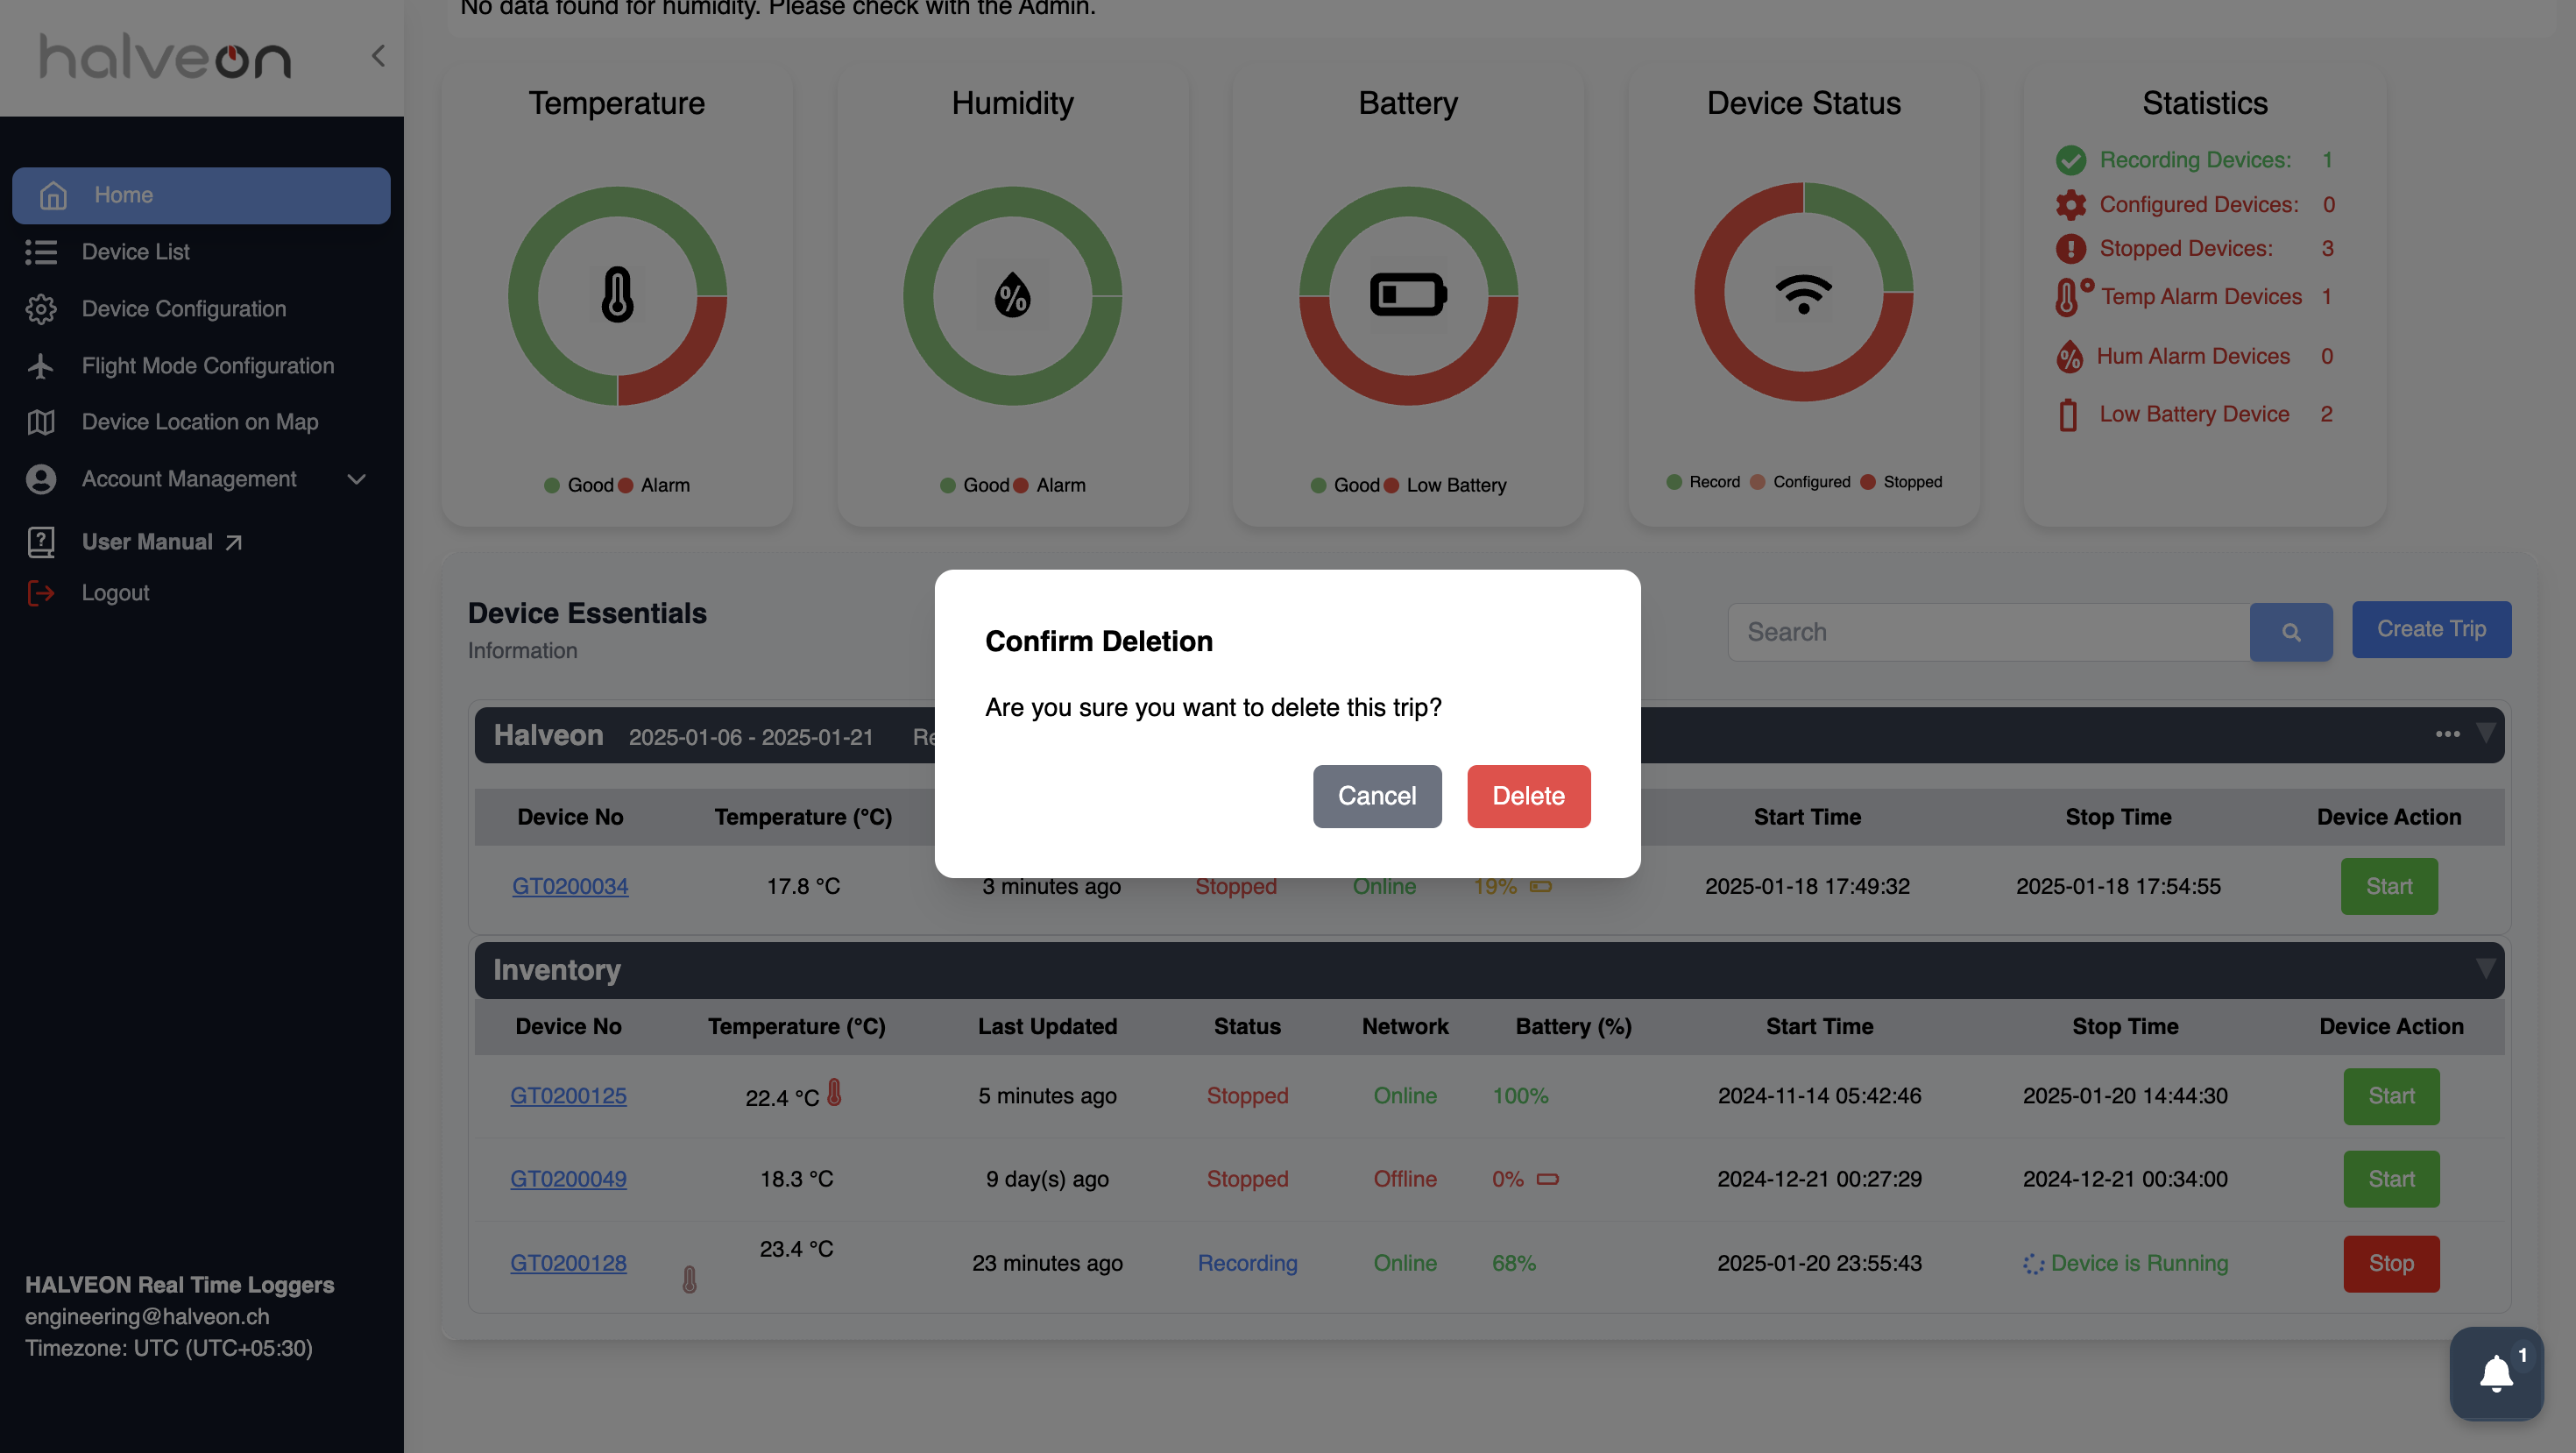 No data found for humidity. Please check with the Admin.
halveon
Home
Device List
Device Configuration
Flight Mode Configuration
Device Location on Map
Account Management
User Manual
Logout
HALVEON Real Time Loggers
engineering@halveon.ch
Timezone: UTC (UTC+05:30)
Temperature
Good Alarm
Humidity
%
Good Alarm
Battery
Good Low Battery
Device Status
Record Configured Stopped
Statistics
Recording Devices: 1
Configured Devices: 0
Stopped Devices: 3
Temp Alarm Devices 1
% Hum Alarm Devices 0
Low Battery Device 2
Device Essentials
Information
Search
Create Trip
Confirm Deletion
Are you sure you want to delete this trip?
Cancel Delete
Halveon 2025-01-06 - 2025-01-21 Re
Device No Temperature (°C) Start Time Stop Time Device Action
GT0200034 17.8 °C 3 minutes ago Stopped Online 19% 2025-01-18 17:49:32 2025-01-18 17:54:55 Start
Inventory
Device No Temperature (°C) Last Updated Status Network Battery (%) Start Time Stop Time Device Action
GT0200125 22.4 °C 5 minutes ago Stopped Online 100% 2024-11-14 05:42:46 2025-01-20 14:44:30 Start
GT0200049 18.3 °C 9 day(s) ago Stopped Offline 0% 2024-12-21 00:27:29 2024-12-21 00:34:00 Start
GT0200128 23.4 °C 23 minutes ago Recording Online 68% 2025-01-20 23:55:43 Device is Running Stop
1